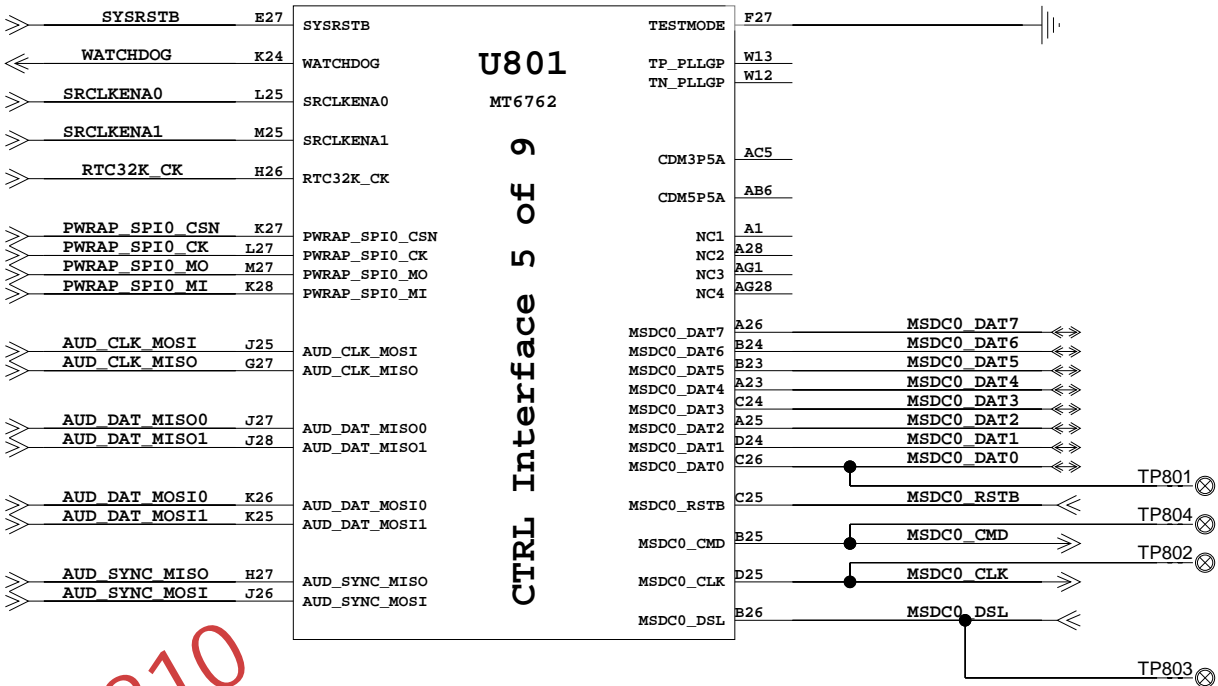 SYSRSTB E27 SYSRSTB TESTMODE F27
WATCHDOG K24 WATCHDOG U801 TP_PLLGP W13
TN_PLLGP W12
SRCLKENA0 L25 SRCLKENA0 MT6762
SRCLKENA1 M25 SRCLKENA1
CDM3P5A AC5
RTC32K_CK H26 RTC32K_CK
CDM5P5A AB6
CTRL Interface 5 of 9
PWRAP_SPI0_CSN K27 PWRAP_SPI0_CSN NC1 A1
PWRAP_SPI0_CK L27 PWRAP_SPI0_CK NC2 A28
PWRAP_SPI0_MO M27 PWRAP_SPI0_MO NC3 AG1
PWRAP_SPI0_MI K28 PWRAP_SPI0_MI NC4 AG28
MSDC0_DAT7 A26 MSDC0_DAT7
AUD_CLK_MOSI J25 AUD_CLK_MOSI MSDC0_DAT6 B24 MSDC0_DAT6
AUD_CLK_MISO G27 AUD_CLK_MISO MSDC0_DAT5 B23 MSDC0_DAT5
MSDC0_DAT4 A23 MSDC0_DAT4
MSDC0_DAT3 C24 MSDC0_DAT3
AUD_DAT_MISO0 J27 AUD_DAT_MISO0 MSDC0_DAT2 A25 MSDC0_DAT2
AUD_DAT_MISO1 J28 AUD_DAT_MISO1 MSDC0_DAT1 D24 MSDC0_DAT1
MSDC0_DAT0 C26 MSDC0_DAT0
TP801
AUD_DAT_MOSI0 K26 AUD_DAT_MOSI0 MSDC0_RSTB C25 MSDC0_RSTB
AUD_DAT_MOSI1 K25 AUD_DAT_MOSI1 TP804
MSDC0_CMD B25 MSDC0_CMD
TP802
AUD_SYNC_MISO H27 AUD_SYNC_MISO MSDC0_CLK D25 MSDC0_CLK
AUD_SYNC_MOSI J26 AUD_SYNC_MOSI
MSDC0_DSL B26 MSDC0_DSL
TP803
310